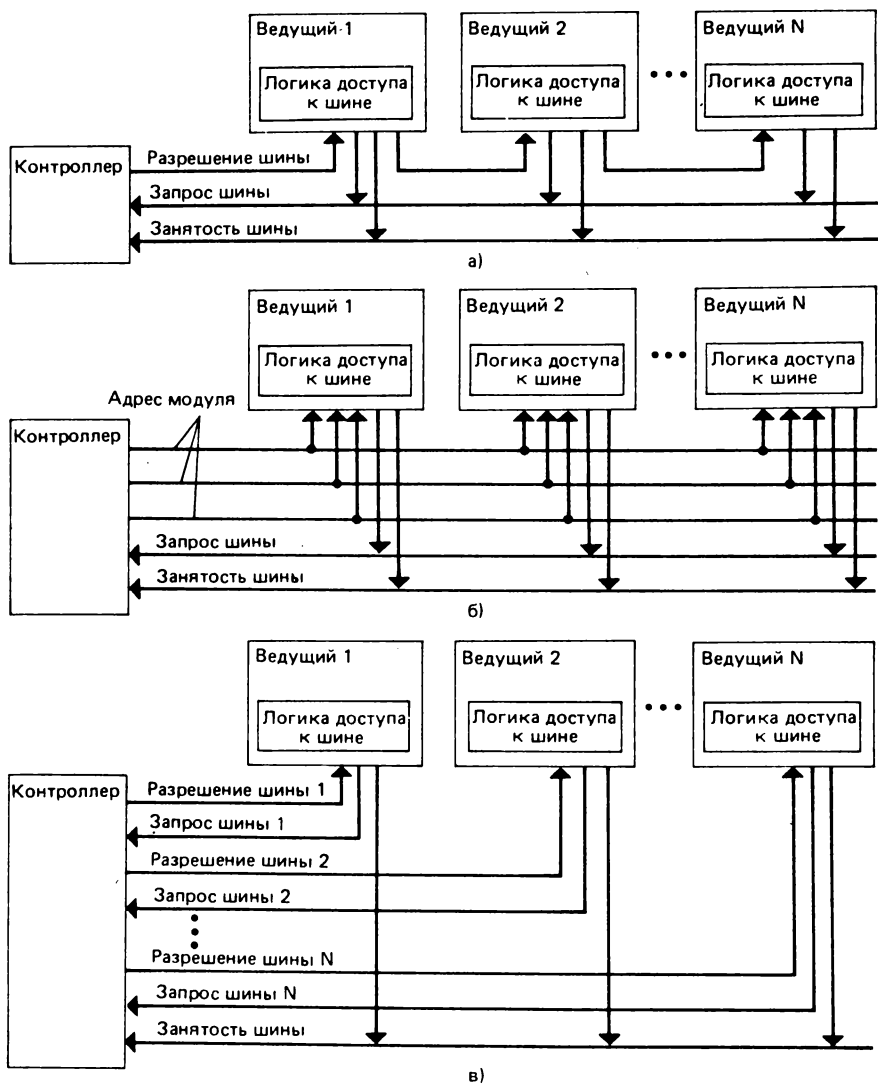 Ведущий 1
Ведущий 2
Ведущий N
Логика доступа
к шине
Логика доступа
к шине
Логика доступа
к шине
Контроллер
Разрешение шины
Запрос шины
Занятость шины
а)
Ведущий 1
Ведущий 2
Ведущий N
Логика доступа
к шине
Логика доступа
к шине
Логика доступа
к шине
Адрес модуля
Контроллер
Запрос шины
Занятость шины
б)
Ведущий 1
Ведущий 2
Ведущий N
Логика доступа
к шине
Логика доступа
к шине
Логика доступа
к шине
Контроллер
Разрешение шины 1
Запрос шины 1
Разрешение шины 2
Запрос шины 2
Разрешение шины N
Запрос шины N
Занятость шины
в)